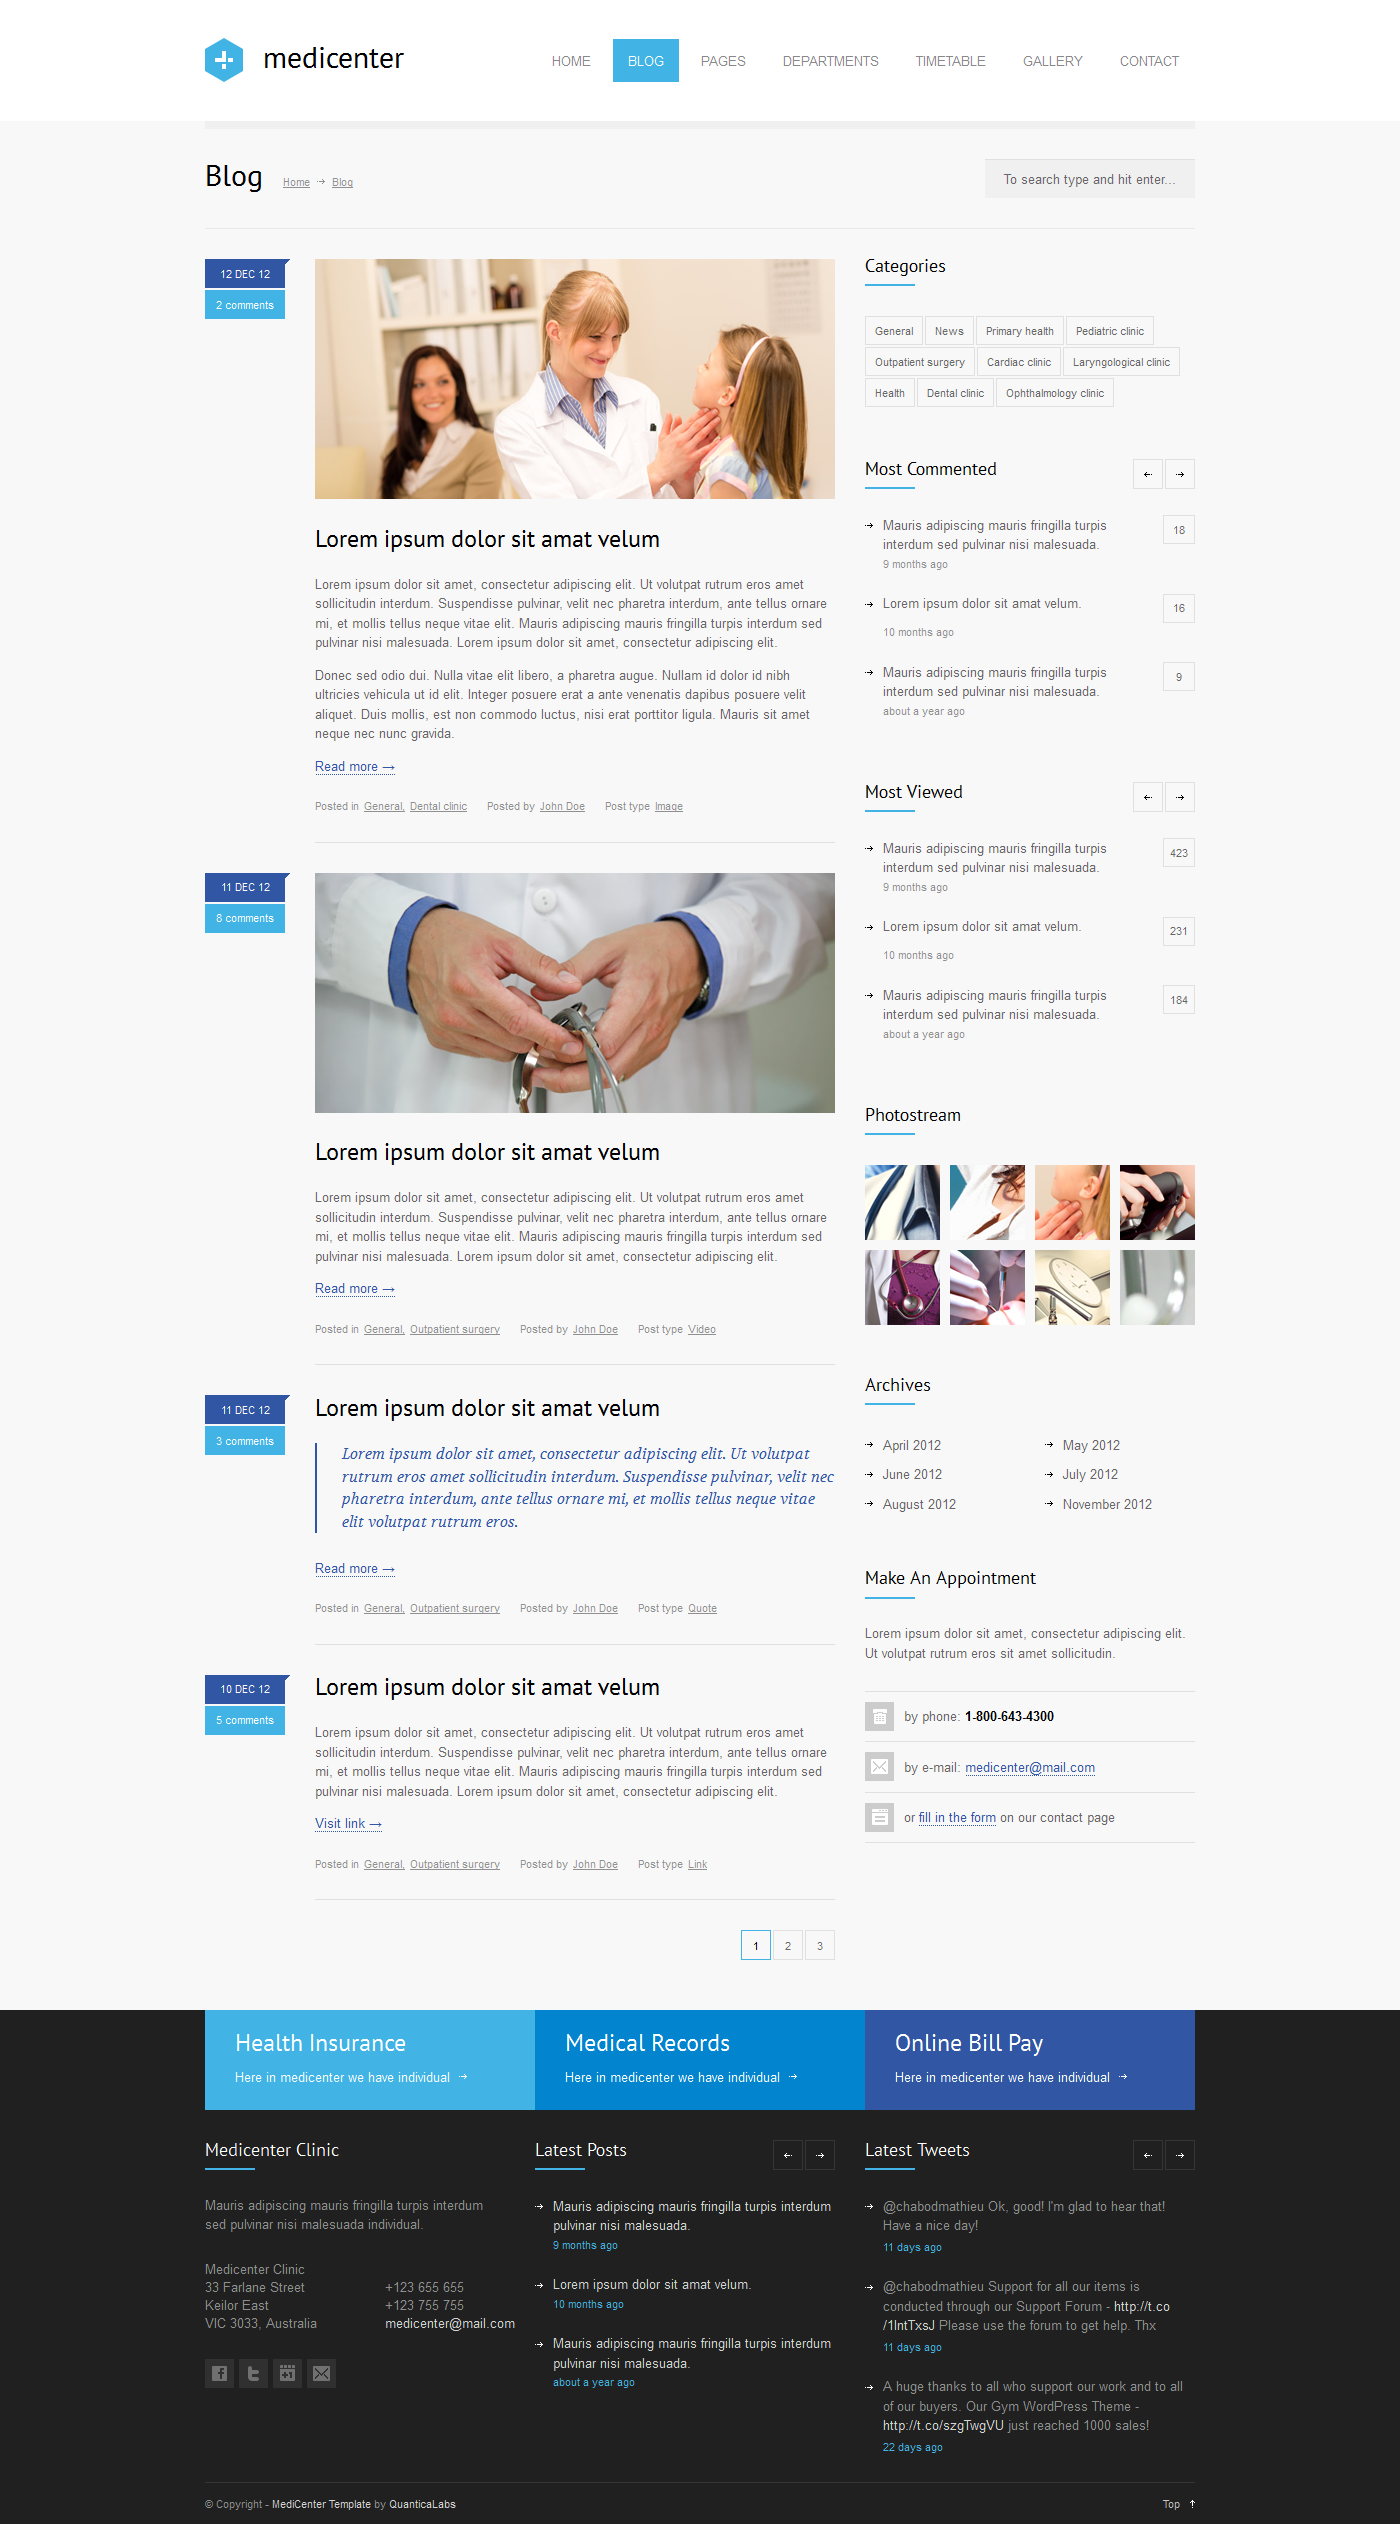 medicenter
HOME BLOG PAGES DEPARTMENTS TIMETABLE GALLERY CONTACT
Blog Home Blog
To search type and hit enter...
12 DEC 12
2 comments
Lorem ipsum dolor sit amat velum
Lorem ipsum dolor sit amet, consectetur adipiscing elit. Ut volutpat rutrum eros amet
sollicitudin interdum. Suspendisse pulvinar, velit nec pharetra interdum, ante tellus ornare
mi, et mollis tellus neque vitae elit. Mauris adipiscing mauris fringilla turpis interdum sed
pulvinar nisi malesuada. Lorem ipsum dolor sit amet, consectetur adipiscing elit.
Donec sed odio dui. Nulla vitae elit libero, a pharetra augue. Nullam id dolor id nibh
ultricies vehicula ut id elit. Integer posuere erat a ante venenatis dapibus posuere velit
aliquet. Duis mollis, est non commodo luctus, nisi erat porttitor ligula. Mauris sit amet
neque nec nunc gravida.
Read more →
Posted in General, Dental clinic Posted by John Doe Post type Image
11 DEC 12
8 comments
Lorem ipsum dolor sit amat velum
Lorem ipsum dolor sit amet, consectetur adipiscing elit. Ut volutpat rutrum eros amet
sollicitudin interdum. Suspendisse pulvinar, velit nec pharetra interdum, ante tellus ornare
mi, et mollis tellus neque vitae elit. Mauris adipiscing mauris fringilla turpis interdum sed
pulvinar nisi malesuada. Lorem ipsum dolor sit amet, consectetur adipiscing elit.
Read more →
Posted in General, Outpatient surgery Posted by John Doe Post type Video
11 DEC 12
3 comments
Lorem ipsum dolor sit amat velum
Lorem ipsum dolor sit amet, consectetur adipiscing elit. Ut volutpat
rutrum eros amet sollicitudin interdum. Suspendisse pulvinar, velit nec
pharetra interdum, ante tellus ornare mi, et mollis tellus neque vitae
elit volutpat rutrum eros.
Read more →
Posted in General, Outpatient surgery Posted by John Doe Post type Quote
10 DEC 12
5 comments
Lorem ipsum dolor sit amat velum
Lorem ipsum dolor sit amet, consectetur adipiscing elit. Ut volutpat rutrum eros amet
sollicitudin interdum. Suspendisse pulvinar, velit nec pharetra interdum, ante tellus ornare
mi, et mollis tellus neque vitae elit. Mauris adipiscing mauris fringilla turpis interdum sed
pulvinar nisi malesuada. Lorem ipsum dolor sit amet, consectetur adipiscing elit.
Visit link →
Posted in General, Outpatient surgery Posted by John Doe Post type Link
1 2 3
Categories
General News Primary health Pediatric clinic
Outpatient surgery Cardiac clinic Laryngological clinic
Health Dental clinic Ophthalmology clinic
Most Commented
Mauris adipiscing mauris fringilla turpis
interdum sed pulvinar nisi malesuada.
9 months ago
18
Lorem ipsum dolor sit amat velum.
10 months ago
16
Mauris adipiscing mauris fringilla turpis
interdum sed pulvinar nisi malesuada.
about a year ago
9
Most Viewed
Mauris adipiscing mauris fringilla turpis
interdum sed pulvinar nisi malesuada.
9 months ago
423
Lorem ipsum dolor sit amat velum.
10 months ago
231
Mauris adipiscing mauris fringilla turpis
interdum sed pulvinar nisi malesuada.
about a year ago
184
Photostream
Archives
April 2012 May 2012
June 2012 July 2012
August 2012 November 2012
Make An Appointment
Lorem ipsum dolor sit amet, consectetur adipiscing elit.
Ut volutpat rutrum eros sit amet sollicitudin.
by phone: 1-800-643-4300
by e-mail: medicenter@mail.com
or fill in the form on our contact page
Health Insurance
Here in medicenter we have individual
Medical Records
Here in medicenter we have individual
Online Bill Pay
Here in medicenter we have individual
Medicenter Clinic
Mauris adipiscing mauris fringilla turpis interdum
sed pulvinar nisi malesuada individual.
Medicenter Clinic
33 Farlane Street +123 655 655
Keilor East +123 755 755
VIC 3033, Australia medicenter@mail.com
Latest Posts
Mauris adipiscing mauris fringilla turpis interdum
pulvinar nisi malesuada.
9 months ago
Lorem ipsum dolor sit amat velum.
10 months ago
Mauris adipiscing mauris fringilla turpis interdum
pulvinar nisi malesuada.
about a year ago
Latest Tweets
@chabodmathieu Ok, good! I'm glad to hear that!
Have a nice day!
11 days ago
@chabodmathieu Support for all our items is
conducted through our Support Forum - http://t.co
/1IntTxsJ Please use the forum to get help. Thx
11 days ago
A huge thanks to all who support our work and to all
of our buyers. Our Gym WordPress Theme -
http://t.co/szgTwgVU just reached 1000 sales!
22 days ago
© Copyright - MediCenter Template by QuanticaLabs
Top